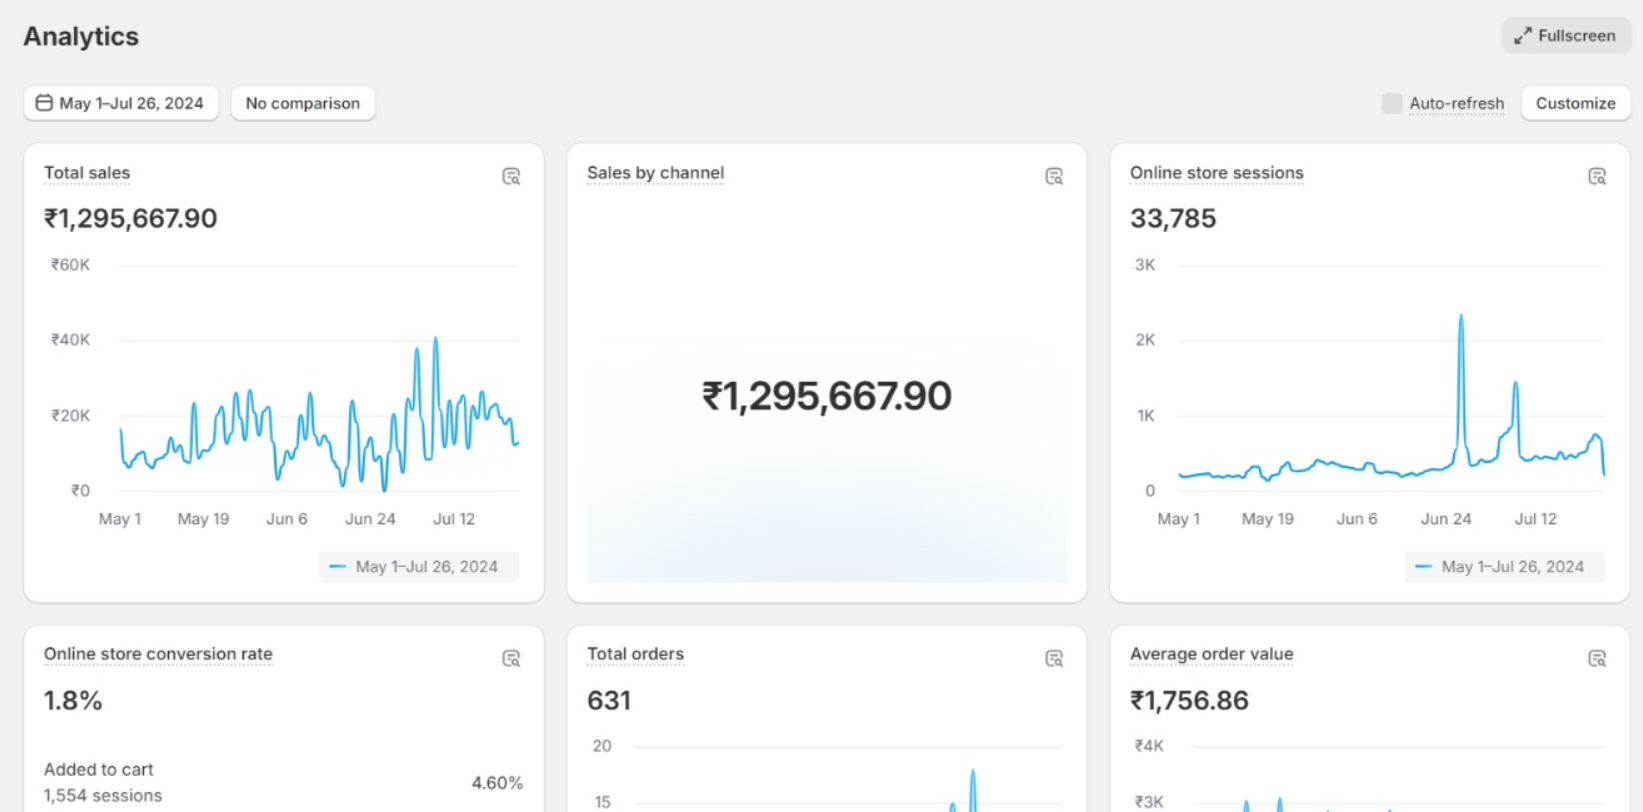 Analytics
Fullscreen
May 1–Jul 26, 2024
No comparison
Auto-refresh
Customize
Total sales
₹1,295,667.90
₹60K
₹40K
₹20K
₹0
May 1 May 19 Jun 6 Jun 24 Jul 12
May 1–Jul 26, 2024
Sales by channel
₹1,295,667.90
Online store sessions
33,785
3K
2K
1K
0
May 1 May 19 Jun 6 Jun 24 Jul 12
May 1–Jul 26, 2024
Online store conversion rate
1.8%
Added to cart
4.60%
1,554 sessions
Total orders
631
20
15
Average order value
₹1,756.86
₹4K
₹3K